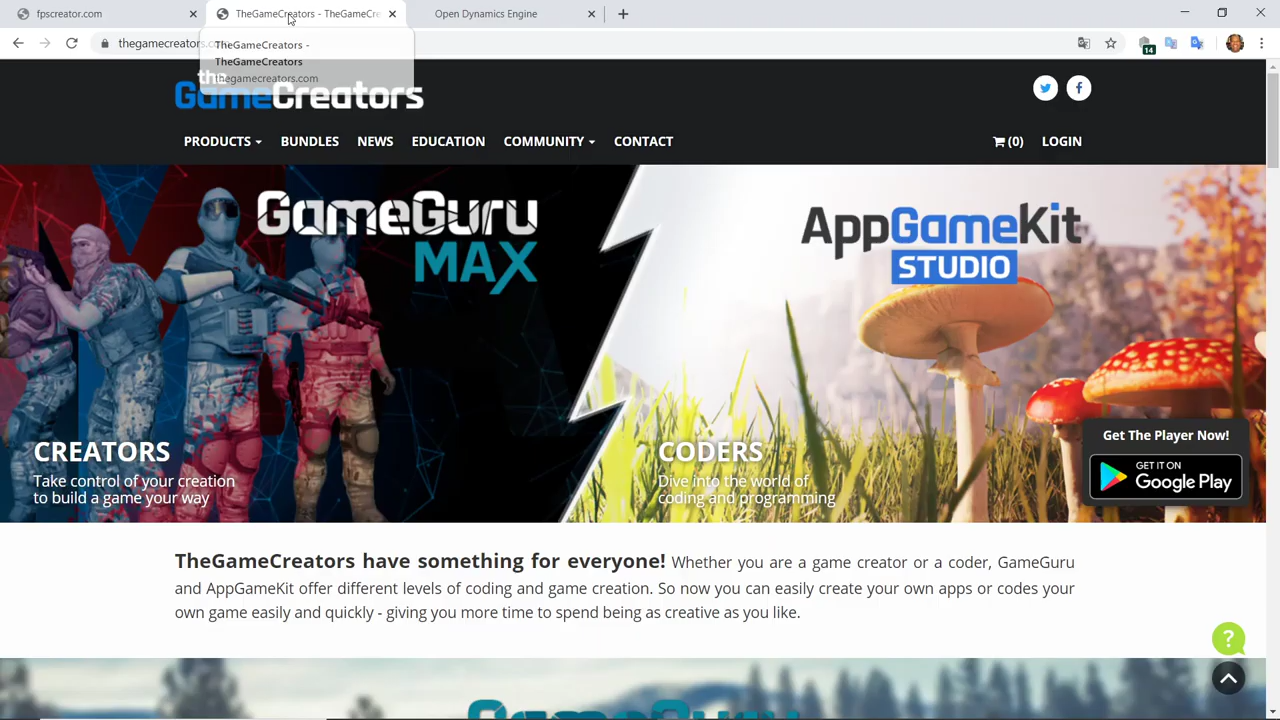 fpscreator.com
TheGameCreators - TheGameCre
Open Dynamics Engine
thegamecreators.c
TheGameCreators -
TheGameCreators
thegamecreators.com
14
the
GameCreators
PRODUCTS
BUNDLES
NEWS
EDUCATION
COMMUNITY
CONTACT
(0)
LOGIN
GameGuru
MAX
AppGameKit
STUDIO
CREATORS
Take control of your creation
to build a game your way
CODERS
Dive into the world of
coding and programming
Get The Player Now!
GET IT ON
Google Play
TheGameCreators have something for everyone! Whether you are a game creator or a coder, GameGuru
and AppGameKit offer different levels of coding and game creation. So now you can easily create your own apps or codes your
own game easily and quickly - giving you more time to spend being as creative as you like.
?
GameGuru